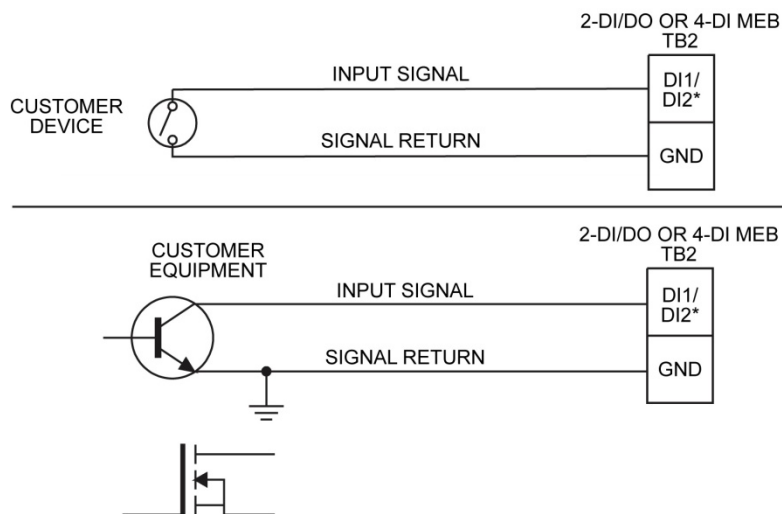 2-DI/DO OR 4-DI MEB
TB2
INPUT SIGNAL
DI1/
DI2*
CUSTOMER
DEVICE
SIGNAL RETURN
GND
2-DI/DO OR 4-DI MEB
TB2
CUSTOMER
EQUIPMENT
INPUT SIGNAL
DI1/
DI2*
SIGNAL RETURN
GND